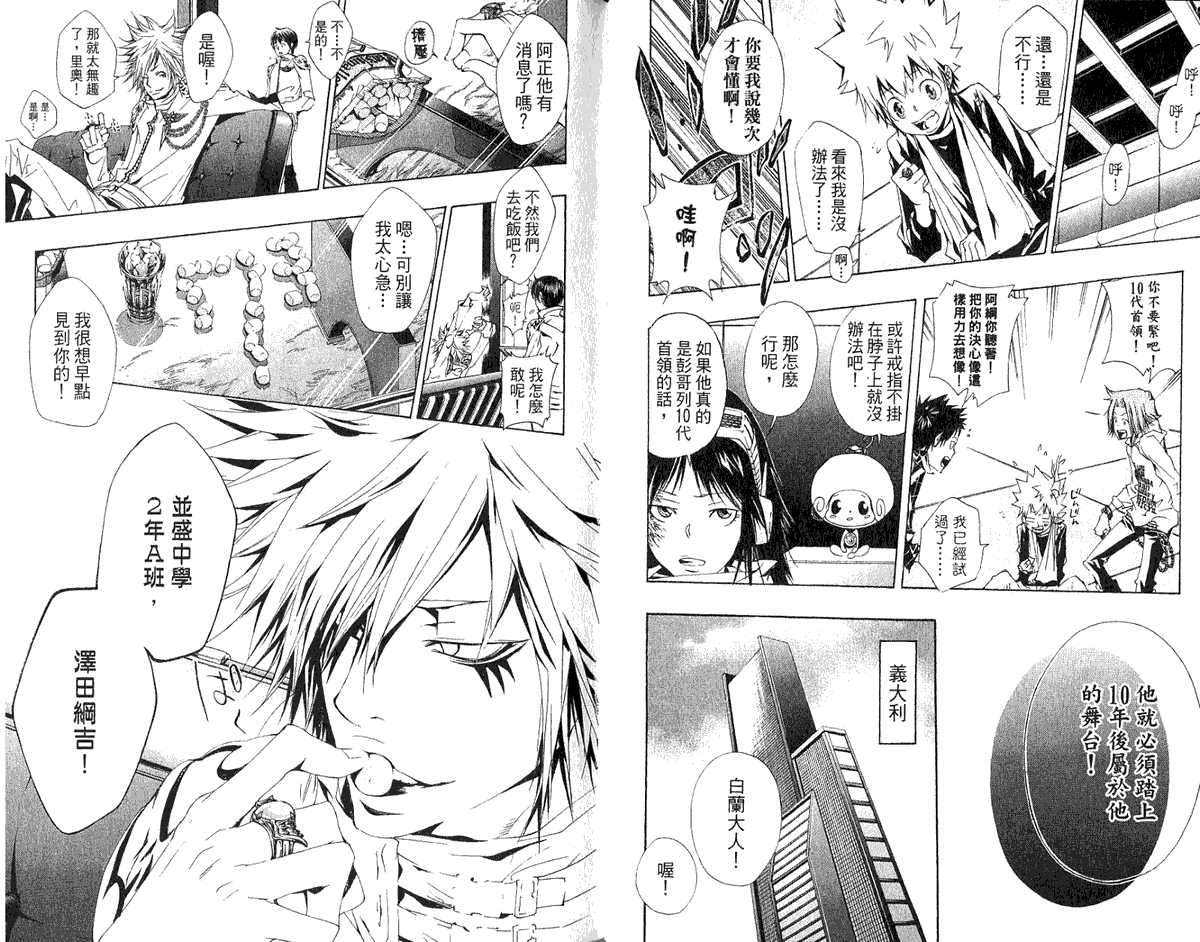 呼！
呼！
呼！
還…還是
不行……
看來我是沒
辦法了……
啊…
你要我說幾次
才會懂啊！
哇啊！
你不要緊吧！
10代首領！
阿綱你聽著！
把你的決心像這
樣用力去想像！
我已經試
過了……
じんじん
或許戒指不掛
在脖子上就沒
辦法吧！
那怎麼
行呢，
如果他真的
是彭哥列10代
首領的話，
他就必須踏上
10年後屬於他
的舞台！
義大利
白蘭大人！
喔！
阿正他有
消息了嗎？
擠壓
不…不
是的！
是喔！
那就太無趣
了，里奧！
是…
是啊…
不然我們
去吃飯吧？
呃！
我怎麼
敢呢！
嗯…可別讓
我太心急…
我很想早點
見到你的！
並盛中學
2年A班，
澤田綱吉！